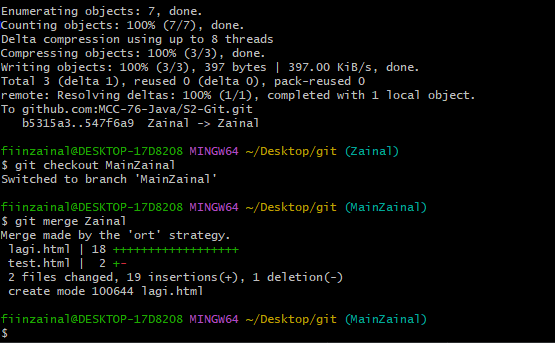 Enumerating objects: 7, done.
Counting objects: 100% (7/7), done.
Delta compression using up to 8 threads
Compressing objects: 100% (3/3), done.
Writing objects: 100% (3/3), 397 bytes | 397.00 KiB/s, done.
Total 3 (delta 1), reused 0 (delta 0), pack-reused 0
remote: Resolving deltas: 100% (1/1), completed with 1 local object.
To github.com:MCC-76-Java/S2-Git.git
   b5315a3..547f6a9  Zainal -> Zainal

fiinzainal@DESKTOP-17D8208 MINGW64 ~/Desktop/git (Zainal)
$ git checkout MainZainal
Switched to branch 'MainZainal'

fiinzainal@DESKTOP-17D8208 MINGW64 ~/Desktop/git (MainZainal)
$ git merge Zainal
Merge made by the 'ort' strategy.
 lagi.html | 18 ++++++++++++++++++
 test.html |  2 +-
 2 files changed, 19 insertions(+), 1 deletion(-)
 create mode 100644 lagi.html

fiinzainal@DESKTOP-17D8208 MINGW64 ~/Desktop/git (MainZainal)
$